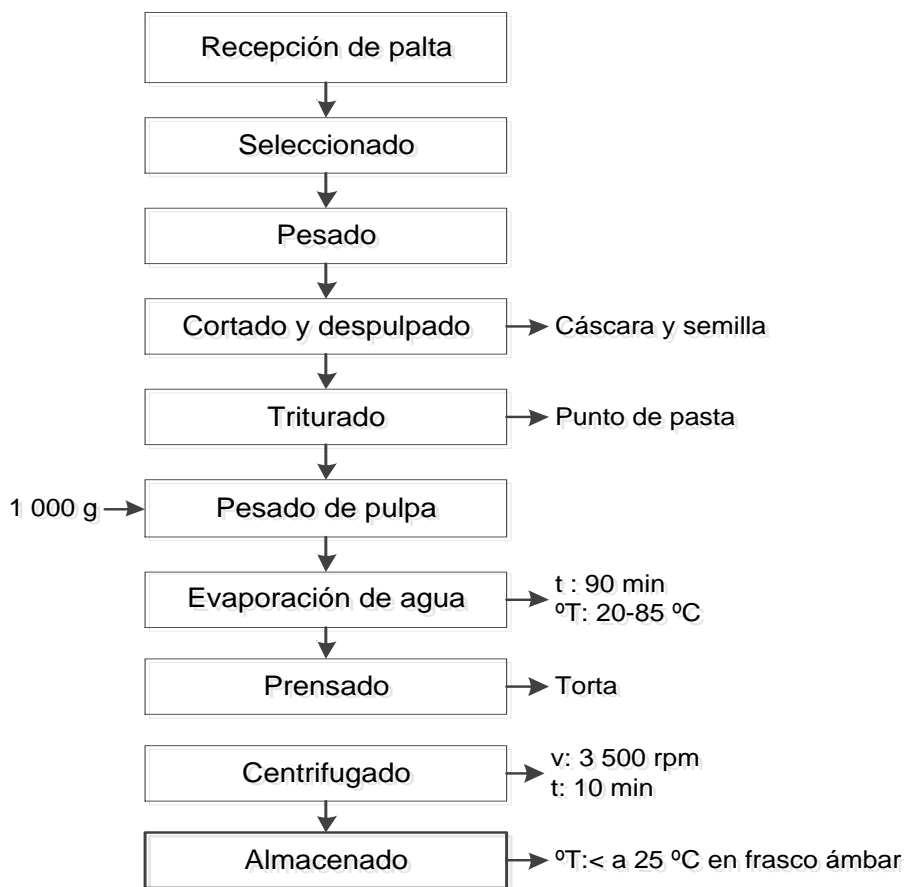 Recepción de palta
Seleccionado
Pesado
Cortado y despulpado
Cáscara y semilla
Triturado
Punto de pasta
1 000 g
Pesado de pulpa
Evaporación de agua
t : 90 min
ºT: 20-85 ºC
Prensado
Torta
Centrifugado
v: 3 500 rpm
t: 10 min
Almacenado
ºT:< a 25 ºC en frasco ámbar